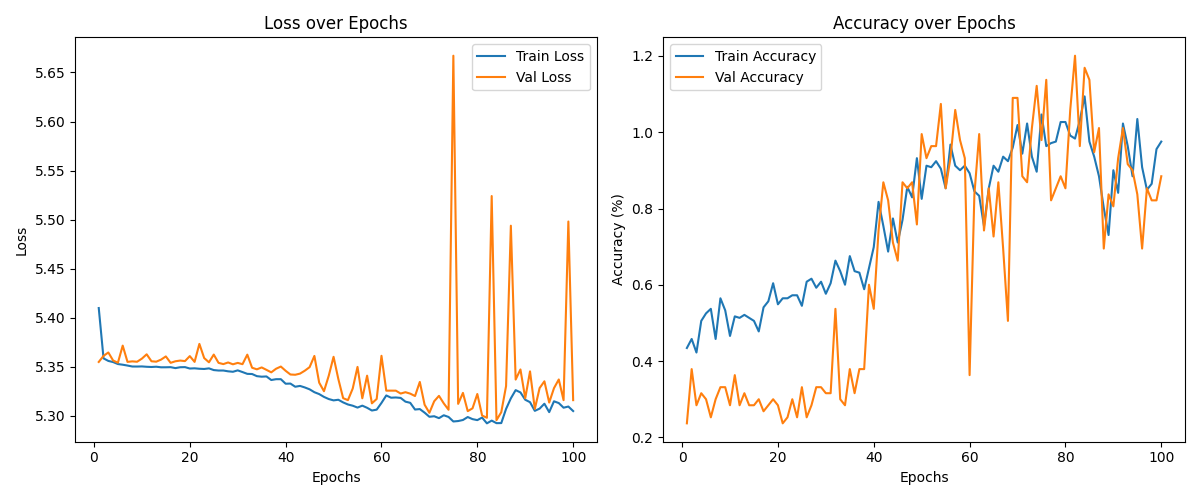 Loss over Epochs
Train Loss
Val Loss
5.65
5.60
5.55
5.50
5.45
5.40
5.35
5.30
Loss
0 20 40 60 80 100
Epochs
Accuracy over Epochs
Train Accuracy
Val Accuracy
1.2
1.0
0.8
0.6
0.4
0.2
Accuracy (%)
0 20 40 60 80 100
Epochs